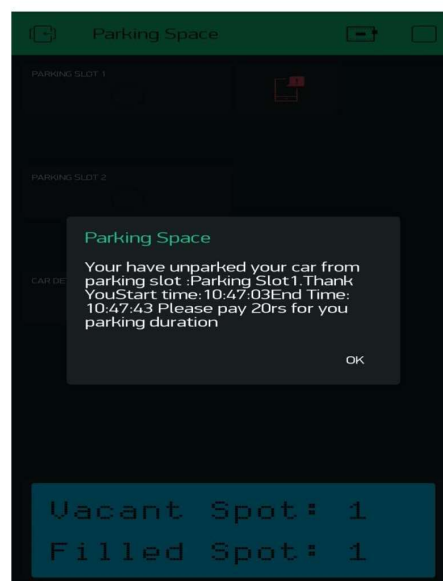 Parking Space
PARKING SLOT 1
PARKING SLOT 2
CAR DE
Parking Space
Your have unparked your car from
parking slot :Parking Slot1.Thank
YouStart time:10:47:03End Time:
10:47:43 Please pay 20rs for you
parking duration
OK
Vacant Spot: 1
Filled Spot: 1